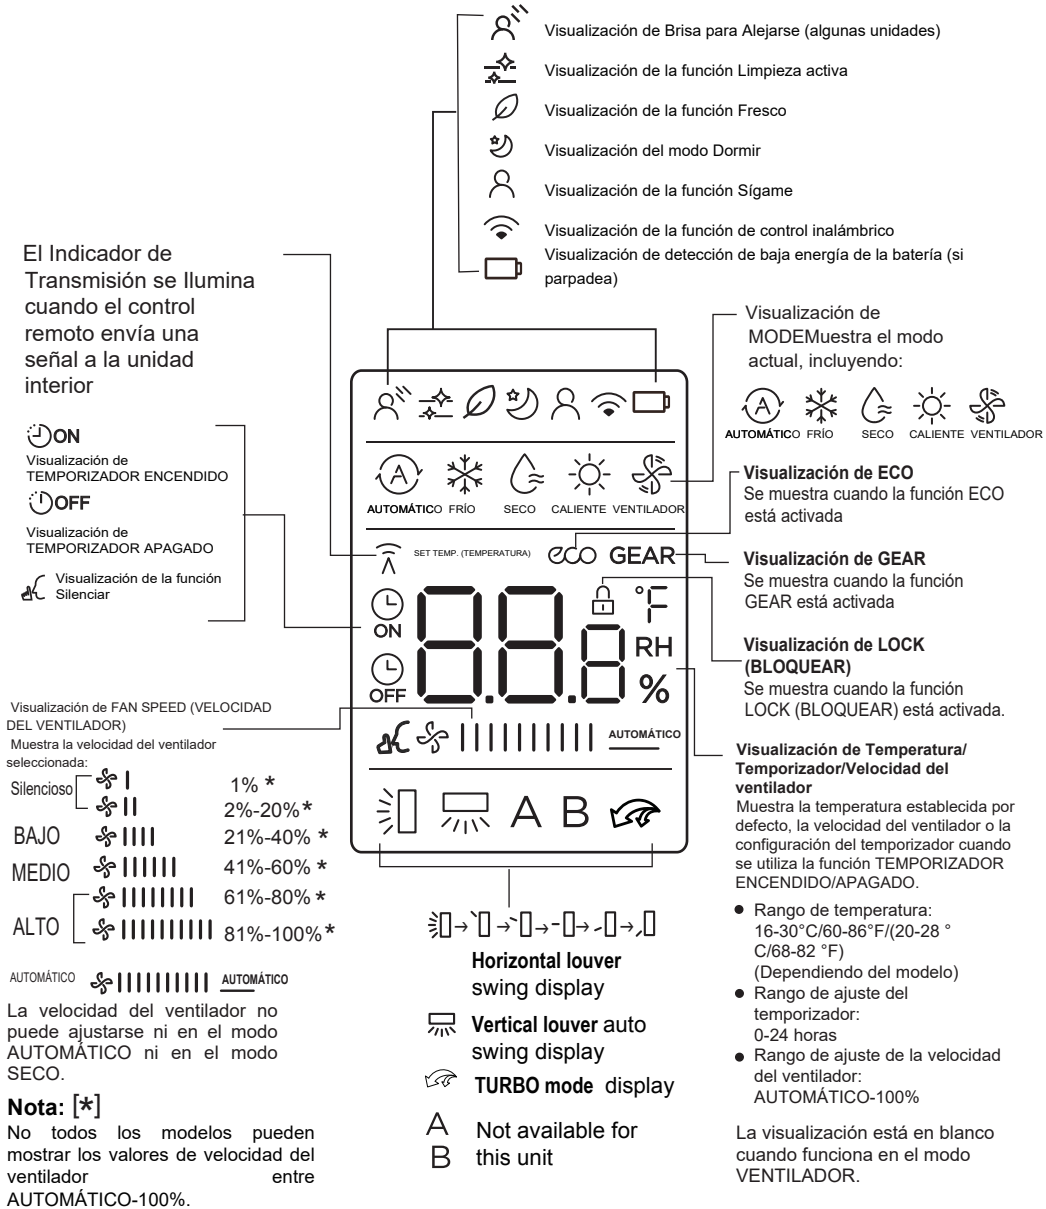 Visualización de Brisa para Alejarse (algunas unidades)
Visualización de la función Limpieza activa
Visualización de la función Fresco
Visualización del modo Dormir
Visualización de la función Sígame
Visualización de la función de control inalámbrico
Visualización de detección de baja energía de la batería (si
parpadea)
El Indicador de
Transmisión se Ilumina
cuando el control
remoto envía una
señal a la unidad
interior
ON
Visualización de
TEMPORIZADOR ENCENDIDO
OFF
Visualización de
TEMPORIZADOR APAGADO
Visualización de la función
Silenciar
Visualización de
MODEMuestra el modo
actual, incluyendo:
AUTOMÁTICO FRÍO SECO CALIENTE VENTILADOR
AUTOMÁTICO FRÍO SECO CALIENTE VENTILADOR
SET TEMP. (TEMPERATURA) eco GEAR
ON
OFF
88.8
°F
RH
%
AUTOMÁTICO
A B
Visualización de ECO
Se muestra cuando la función ECO
está activada
Visualización de GEAR
Se muestra cuando la función
GEAR está activada
Visualización de LOCK
(BLOQUEAR)
Se muestra cuando la función
LOCK (BLOQUEAR) está activada.
Visualización de FAN SPEED (VELOCIDAD
DEL VENTILADOR)
Muestra la velocidad del ventilador
seleccionada:
Silencioso 1% *
2%-20%*
BAJO 21%-40% *
MEDIO 41%-60% *
ALTO 61%-80% *
81%-100%*
AUTOMÁTICO AUTOMÁTICO
La velocidad del ventilador no
puede ajustarse ni en el modo
AUTOMÁTICO ni en el modo
SECO.
Nota: [*]
No todos los modelos pueden
mostrar los valores de velocidad del
ventilador entre
AUTOMÁTICO-100%.
Horizontal louver
swing display
Vertical louver auto
swing display
TURBO mode display
A
B
Not available for
this unit
Visualización de Temperatura/
Temporizador/Velocidad del
ventilador
Muestra la temperatura establecida por
defecto, la velocidad del ventilador o la
configuración del temporizador cuando
se utiliza la función TEMPORIZADOR
ENCENDIDO/APAGADO.
● Rango de temperatura:
16-30°C/60-86°F/(20-28 °
C/68-82 °F)
(Dependiendo del modelo)
● Rango de ajuste del
temporizador:
0-24 horas
● Rango de ajuste de la velocidad
del ventilador:
AUTOMÁTICO-100%
La visualización está en blanco
cuando funciona en el modo
VENTILADOR.